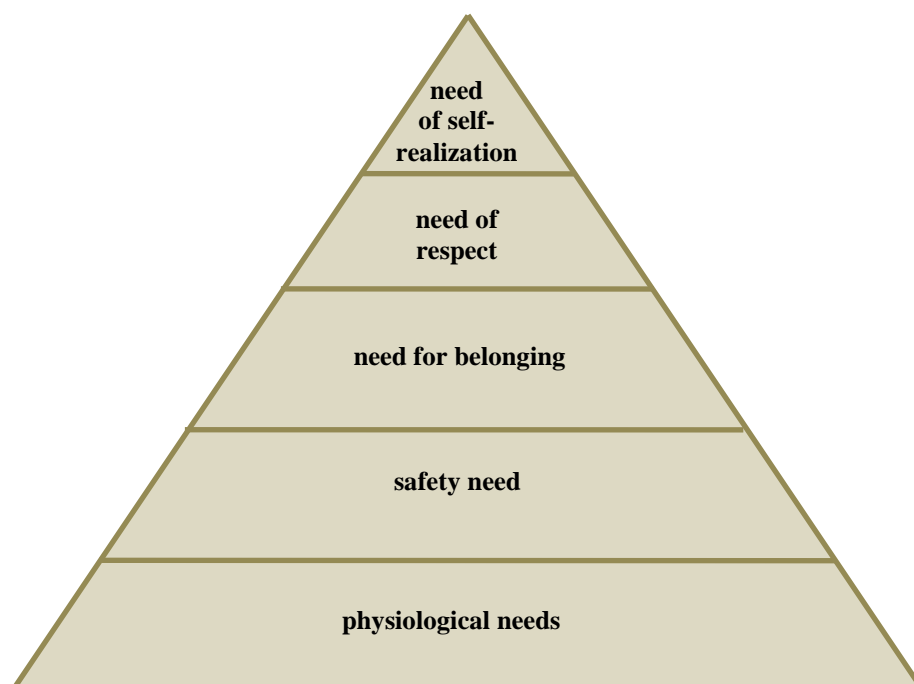 need
of self-
realization
need of
respect
need for belonging
safety need
physiological needs